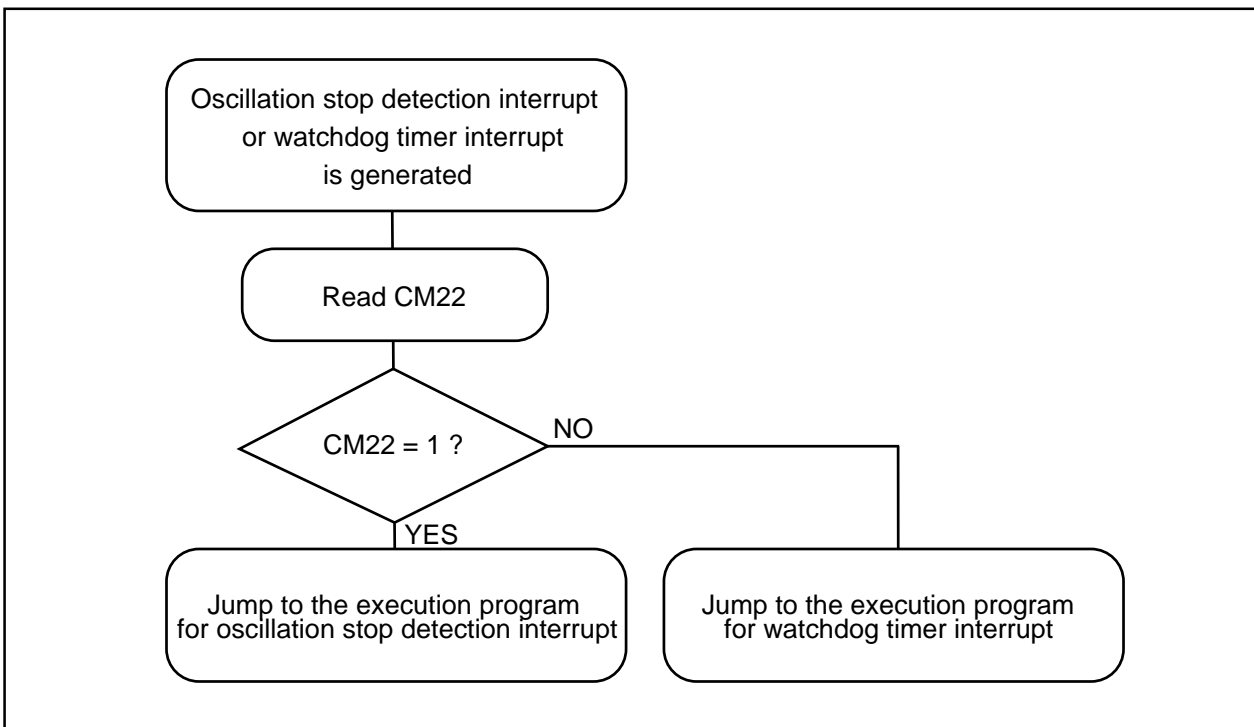 Oscillation stop detection interrupt
or watchdog timer interrupt
is generated
Read CM22
CM22 = 1 ?
NO
YES
Jump to the execution program
for oscillation stop detection interrupt
Jump to the execution program
for watchdog timer interrupt